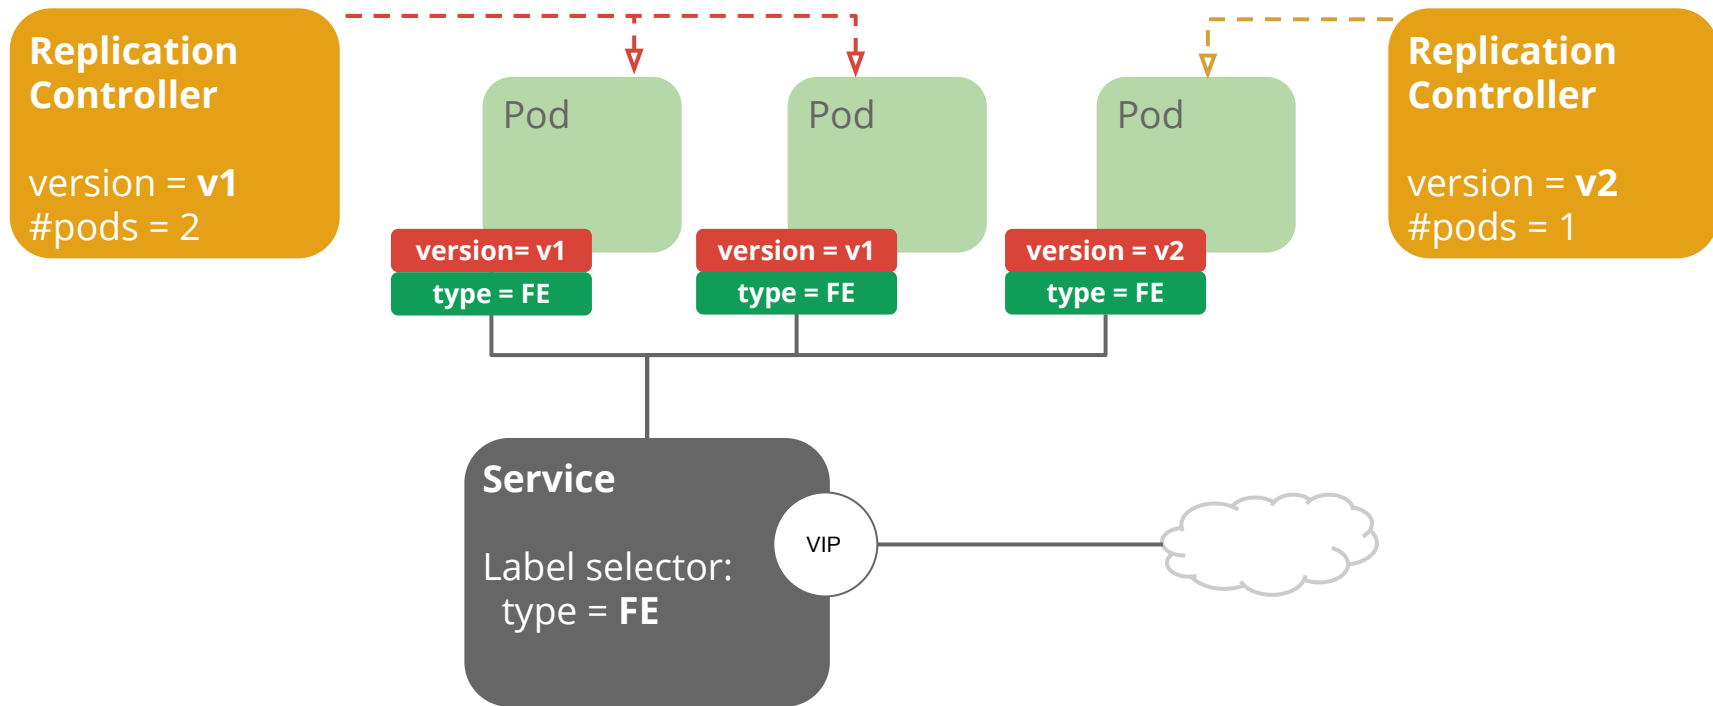 Replication
Controller
version = v1
#pods = 2
Pod
version= v1
type = FE
Pod
version = v1
type = FE
Pod
version = v2
type = FE
Replication
Controller
version = v2
#pods = 1
Service
Label selector:
type = FE
VIP